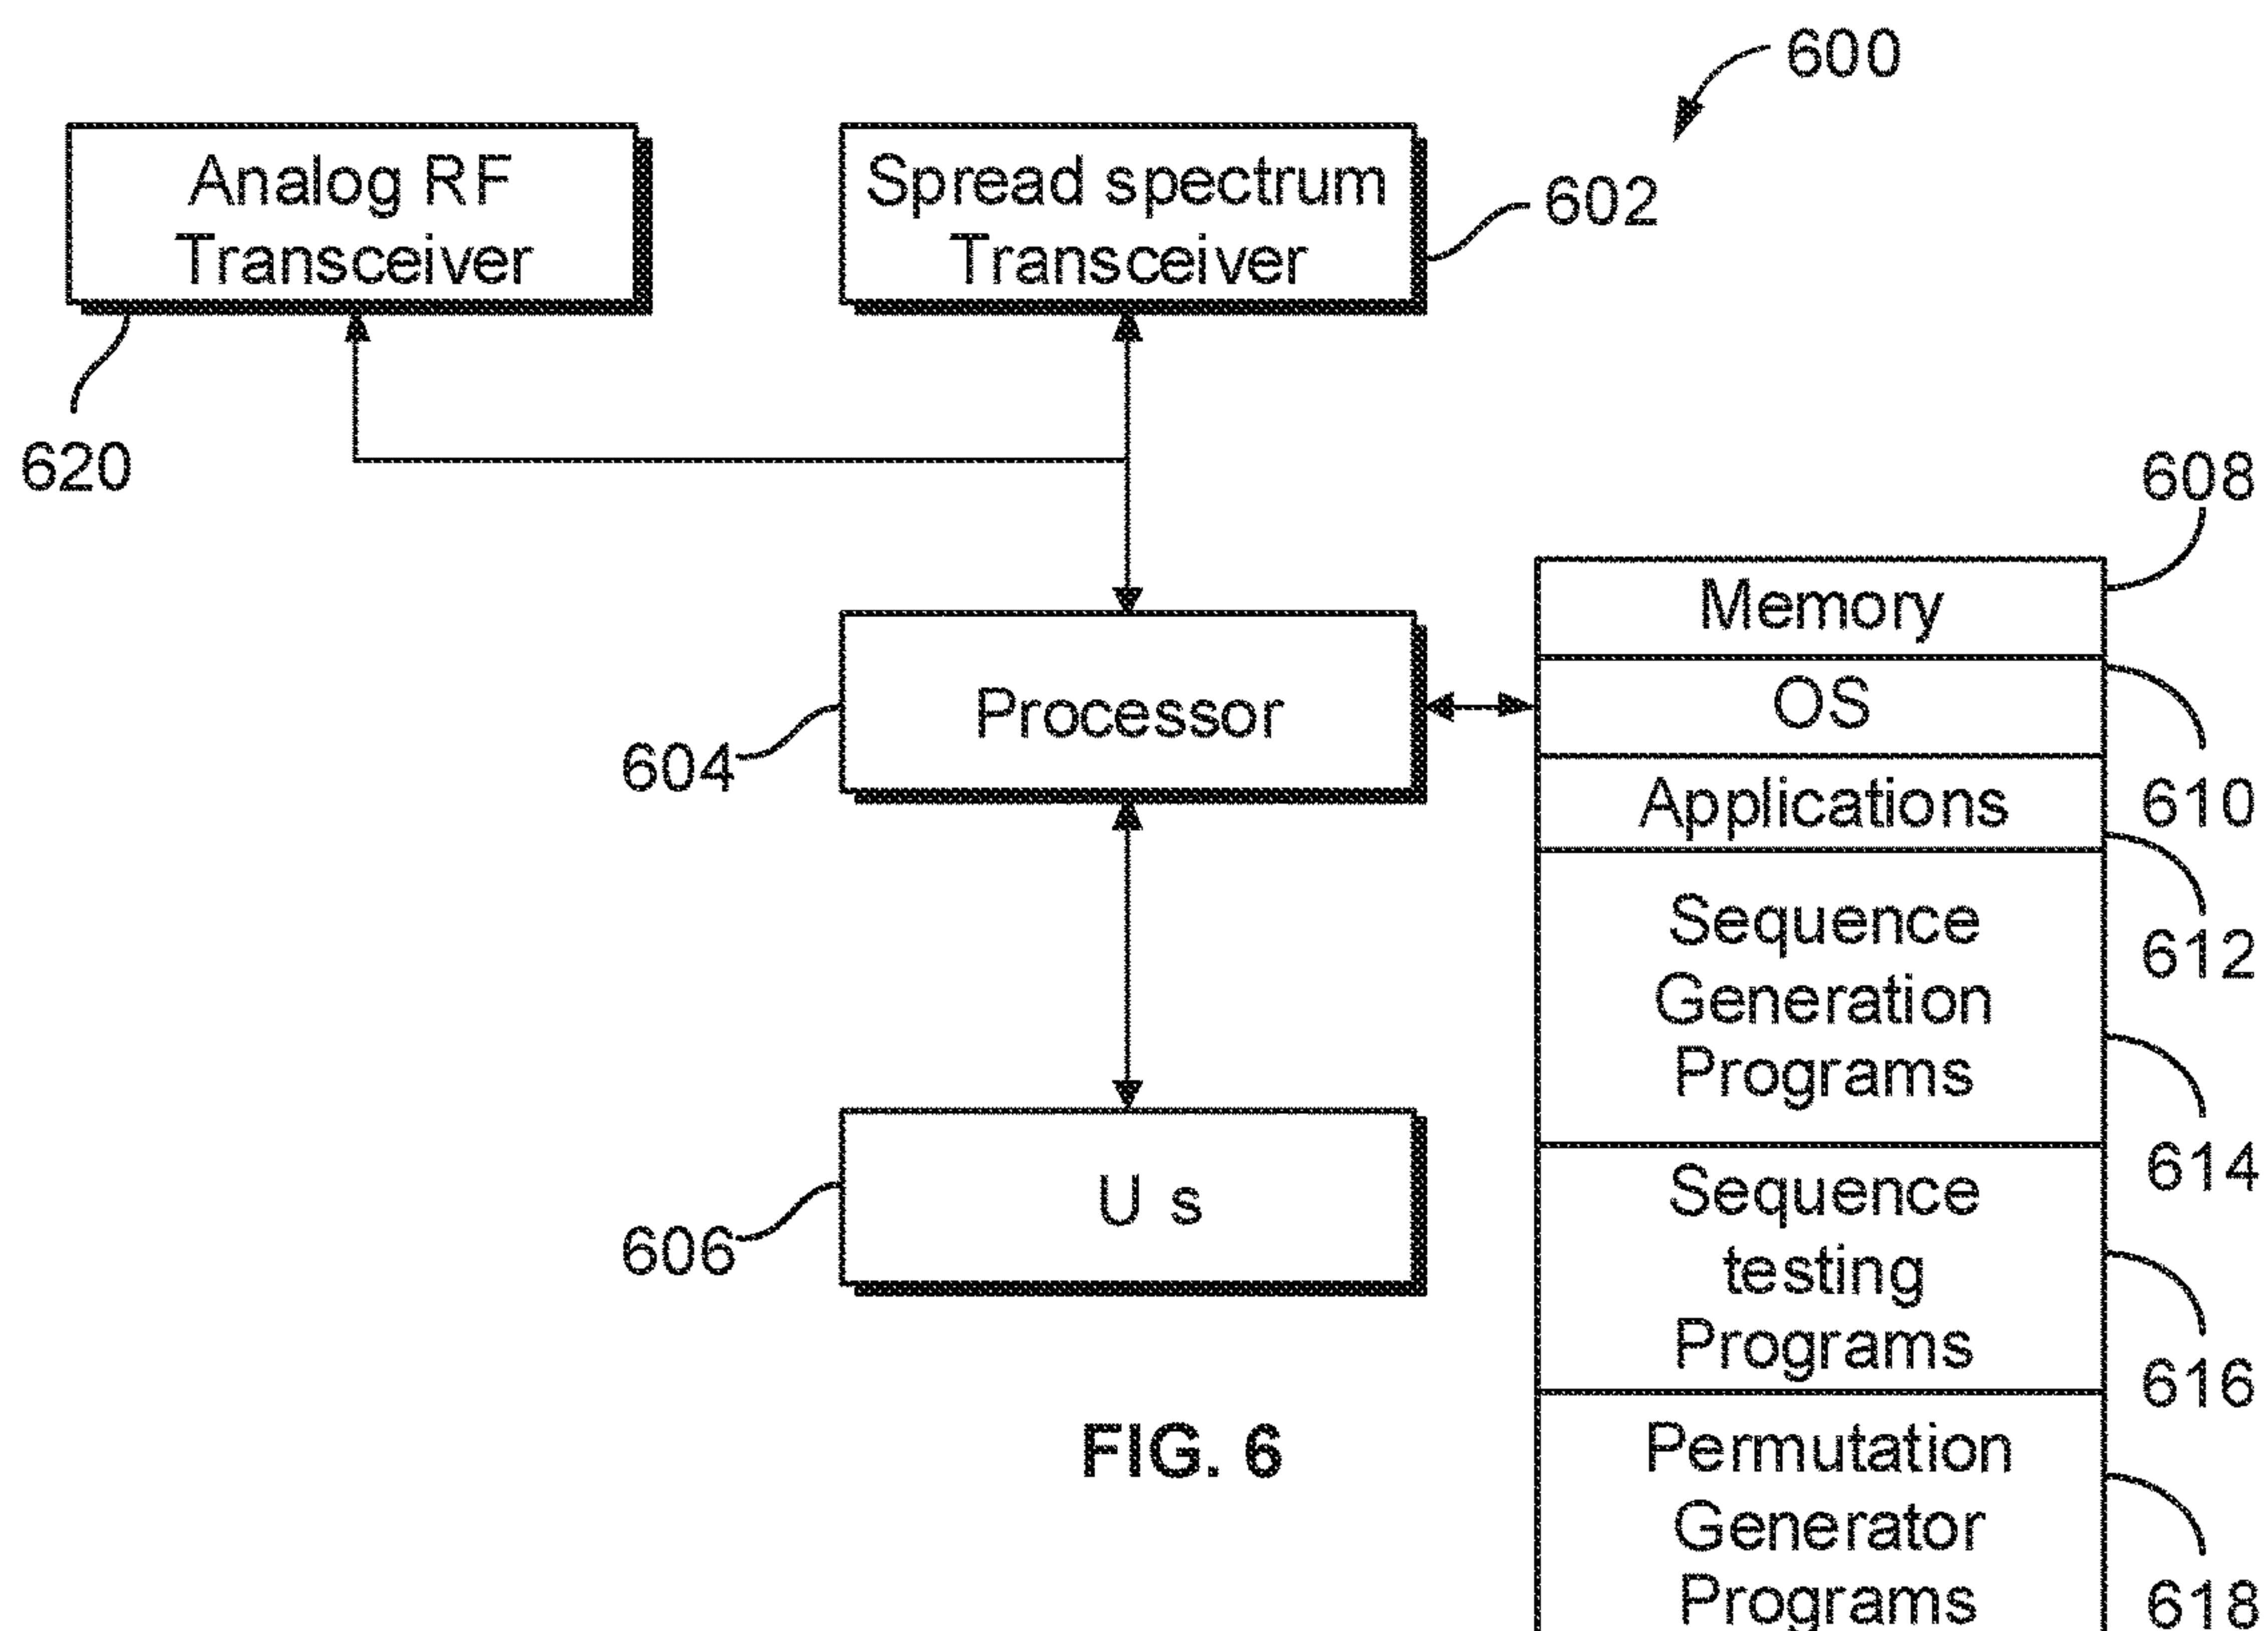 600
Analog RF
Transceiver
Spread spectrum
Transceiver
602
620
608
Memory
OS
Processor
604
610
Applications
612
Sequence
Generation
Programs
614
U s
606
Sequence
testing
Programs
616
FIG. 6
Permutation
Generator
Programs
618